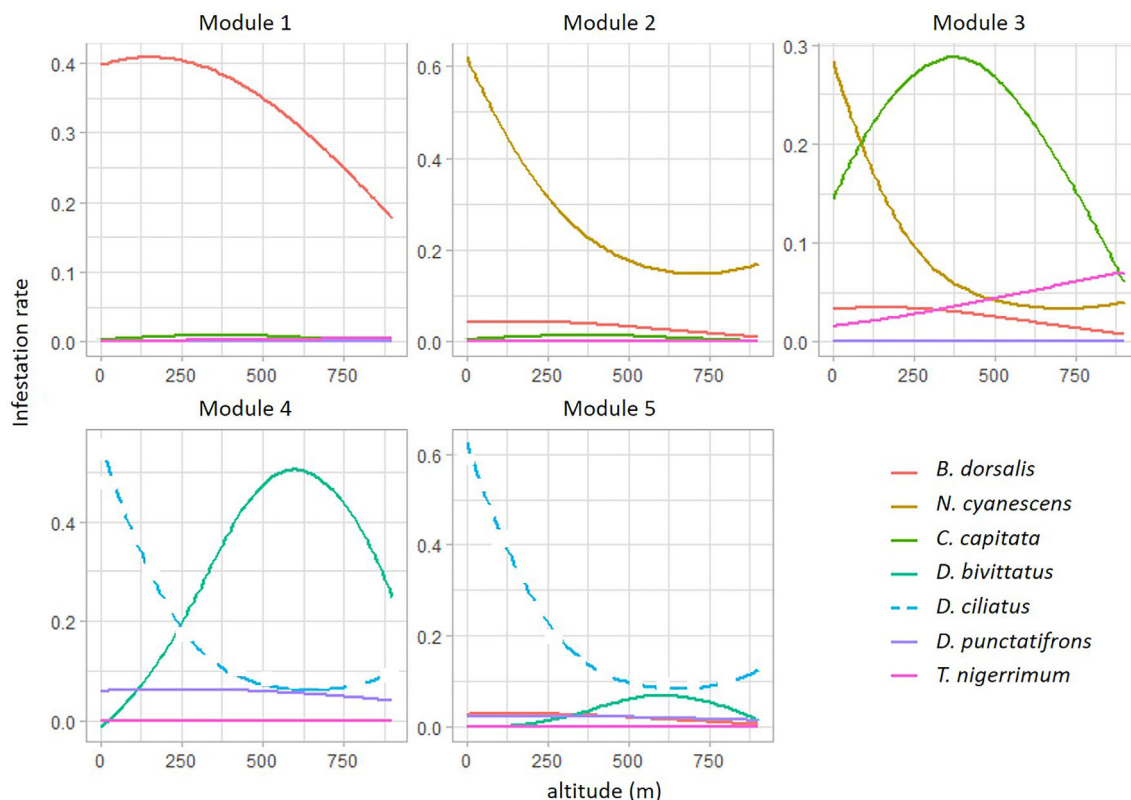 Module 1
Module 2
Module 3
0.4
0.3
0.2
0.1
0.0
0 250 500 750
0.6
0.4
0.2
0.0
0 250 500 750
0.3
0.2
0.1
0.0
0 250 500 750
Infestation rate
Module 4
Module 5
0.4
0.2
0.0
0 250 500 750
0.6
0.4
0.2
0.0
0 250 500 750
altitude (m)
B. dorsalis
N. cyanescens
C. capitata
D. bivittatus
D. ciliatus
D. punctatifrons
T. nigerrimum